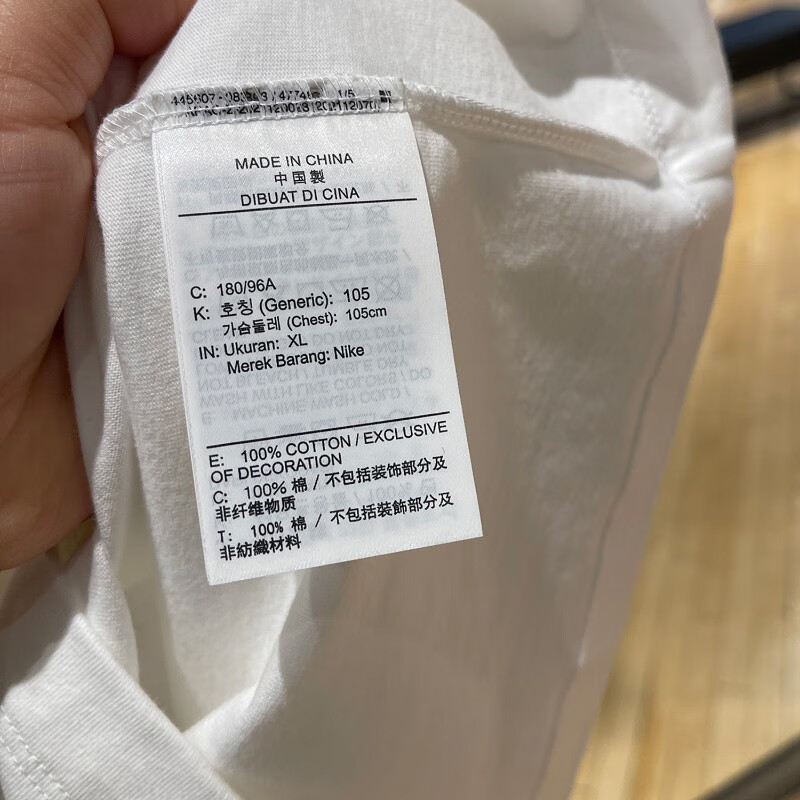 MADE IN CHINA
中国製
DIBUAT DI CINA
C: 180/96A
K: 호칭 (Generic): 105
가슴둘레 (Chest): 105cm
IN: Ukuran: XL
Merek Barang: Nike
E: 100% COTTON / EXCLUSIVE
OF DECORATION
C: 100% 棉 / 不包括装饰部分及
非纤维物质
T: 100% 棉 / 不包括裝飾部分及
非紡織材料